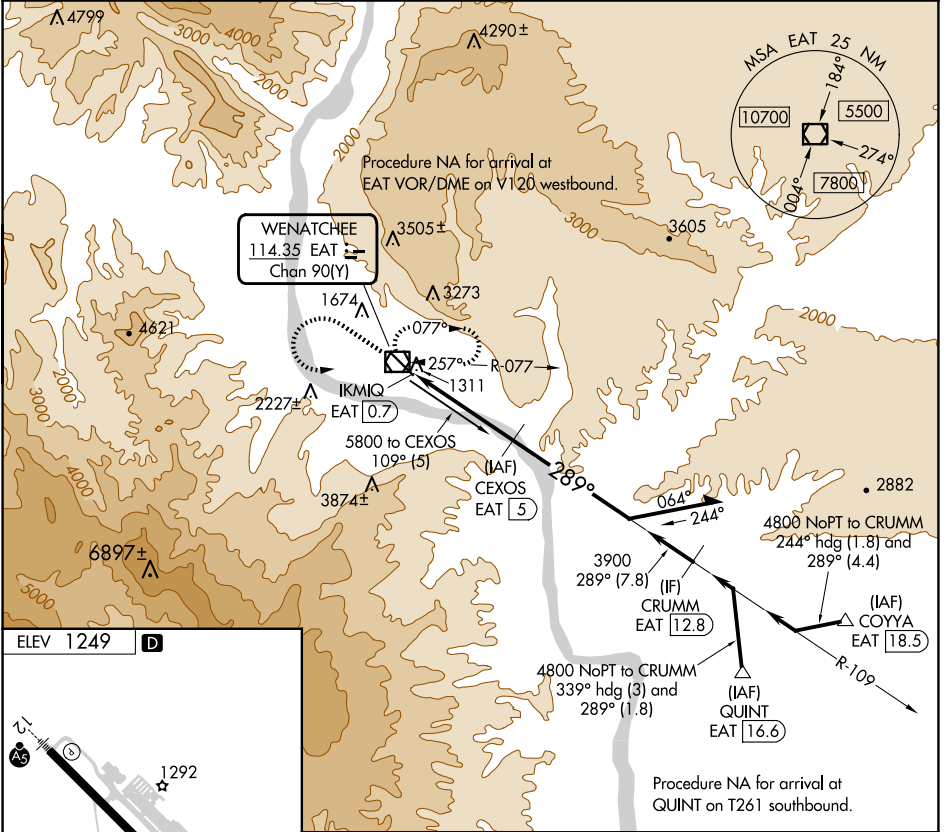 4799
3000
4000
2000
4290±
MSA EAT 25 NM
184°
10700
5500
274°
004°
7800
2000
Procedure NA for arrival at
EAT VOR/DME on V120 westbound.
3505±
3605
3000
WENATCHEE
114.35 EAT
Chan 90(Y)
3273
1674
2000
4621
077°
257°
R-077
1311
IKMIQ
EAT 0.7
2227±
2000
3000
5800 to CEXOS
109° (5)
(IAF)
CEXOS
EAT 5
289°
4000
3874±
2882
064°
244°
4800 NoPT to CRUMM
244° hdg (1.8) and
289° (4.4)
6897±
5000
3900
289° (7.8)
(IF)
CRUMM
EAT 12.8
(IAF)
COYYA
EAT 18.5
R-109
4800 NoPT to CRUMM
339° hdg (3) and
289° (1.8)
(IAF)
QUINT
EAT 16.6
ELEV 1249 D
12
A5
P
1292
Procedure NA for arrival at
QUINT on T261 southbound.